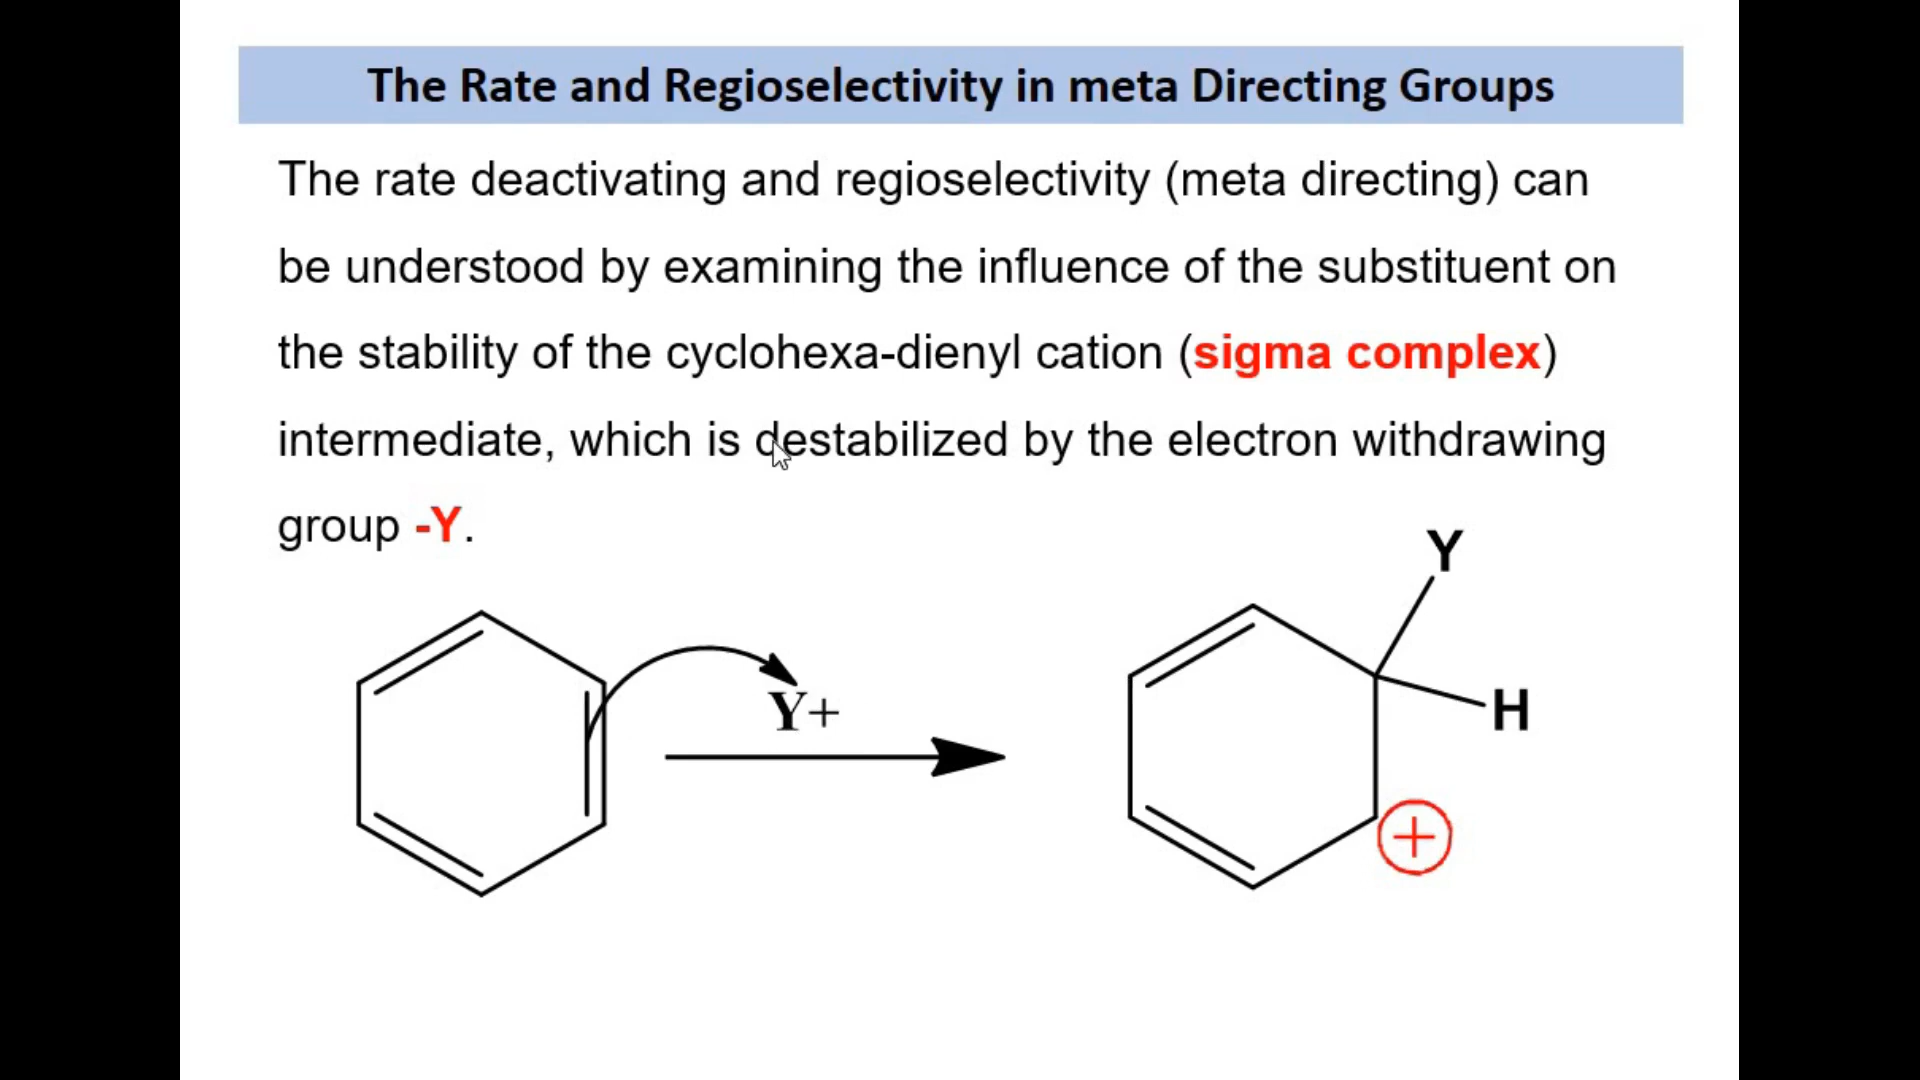 The Rate and Regioselectivity in meta Directing Groups
The rate deactivating and regioselectivity (meta directing) can
be understood by examining the influence of the substituent on
the stability of the cyclohexa-dienyl cation (sigma complex)
intermediate, which is destabilized by the electron withdrawing
group -Y.
Y
Y+
H
+